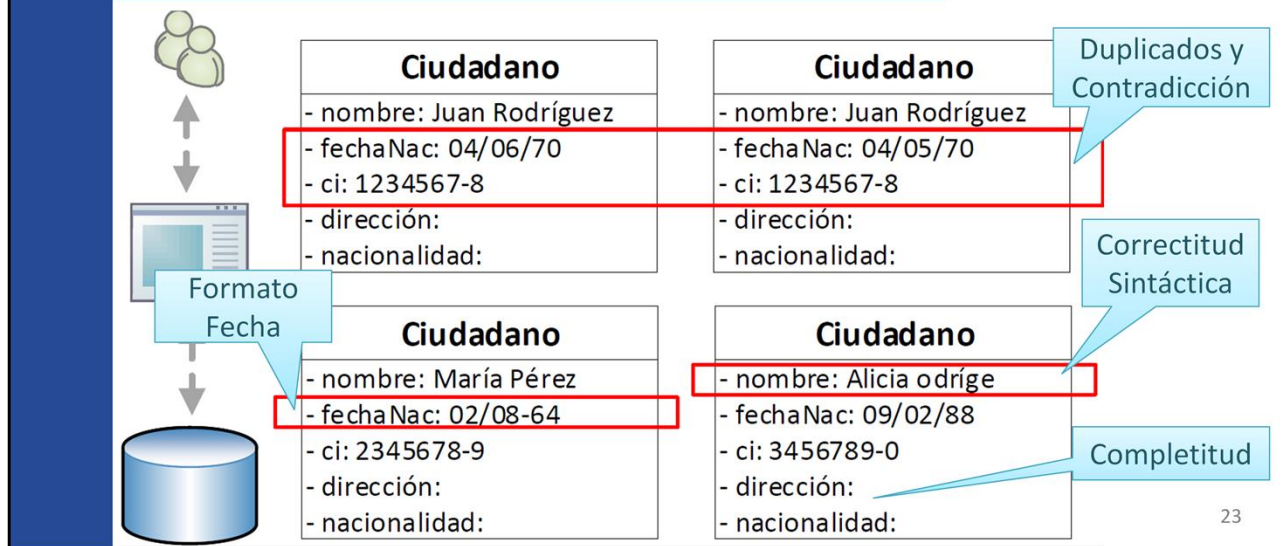 Ciudadano
- nombre: Juan Rodríguez
- fechaNac: 04/06/70
- ci: 1234567-8
- dirección:
- nacionalidad:
Ciudadano
- nombre: Juan Rodríguez
- fechaNac: 04/05/70
- ci: 1234567-8
- dirección:
- nacionalidad:
Duplicados y
Contradicción
Formato
Fecha
Ciudadano
- nombre: María Pérez
- fechaNac: 02/08-64
- ci: 2345678-9
- dirección:
- nacionalidad:
Ciudadano
- nombre: Alicia odríge
- fechaNac: 09/02/88
- ci: 3456789-0
- dirección:
- nacionalidad:
Correctitud
Sintáctica
Completitud
23